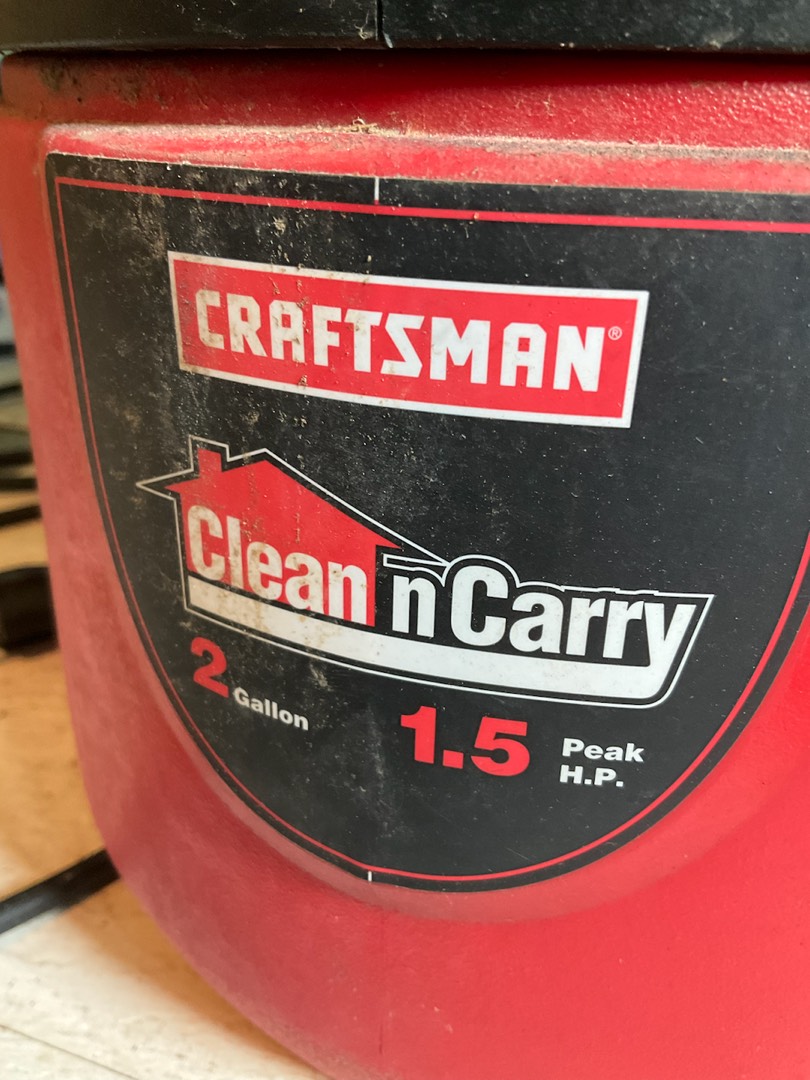 CRAFTSMAN®
Clean n Carry
2 Gallon
1.5 Peak
H.P.